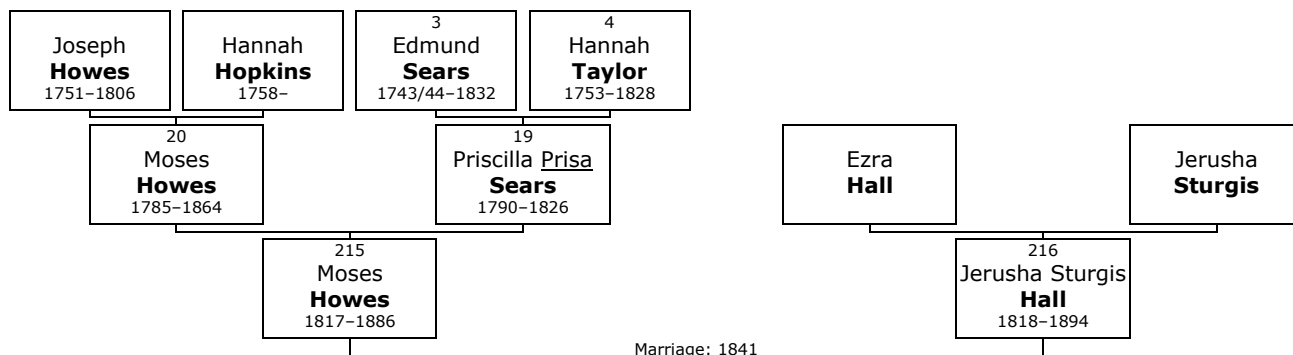 Joseph
Howes
1751–1806
Hannah
Hopkins
1758–
3
Edmund
Sears
1743/44–1832
4
Hannah
Taylor
1753–1828
20
Moses
Howes
1785–1864
19
Priscilla Prisa
Sears
1790–1826
Ezra
Hall
Jerusha
Sturgis
215
Moses
Howes
1817–1886
216
Jerusha Sturgis
Hall
1818–1894
Marriage: 1841